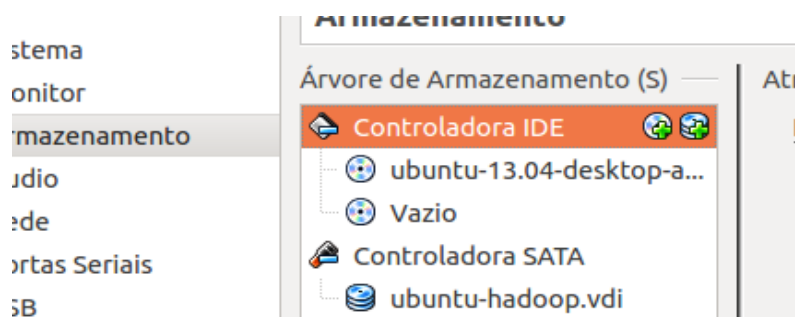 Armazenamento
stema
onitor
rmazenamento
udio
ede
ortas Seriais
SB
Árvore de Armazenamento (S)
Controladora IDE
ubuntu-13.04-desktop-a...
Vazio
Controladora SATA
ubuntu-hadoop.vdi
At